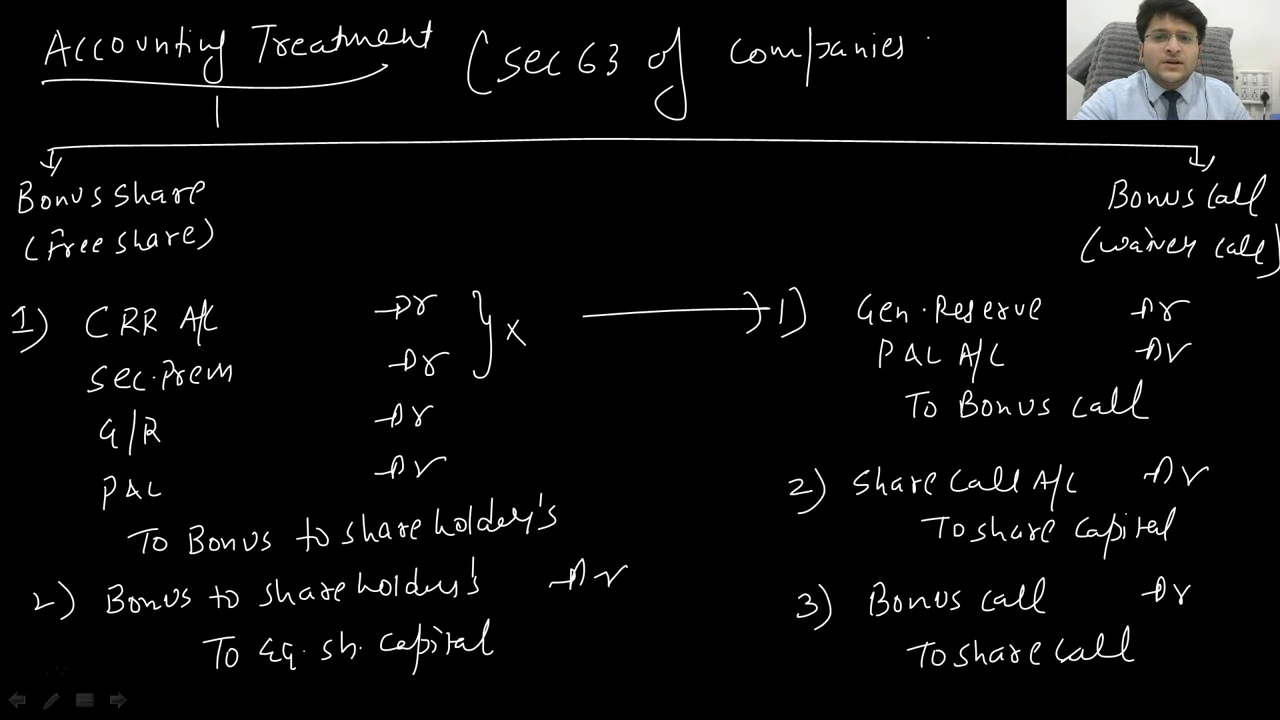 Accounting Treatment (sec 63 of companies
Bonus share
(Free share)
1) CRR A/c Dr
Sec. Prem Dr
G/R Dr
P&L Dr
To Bonus to shareholder's
2) Bonus to shareholder's Dr
To Eq. sh. capital
x
Bonus call
(waiver call)
1) Gen. Reserve Dr
P&L A/c Dr
To Bonus call
2) Share call A/c Dr
To share capital
3) Bonus call Dr
To share call